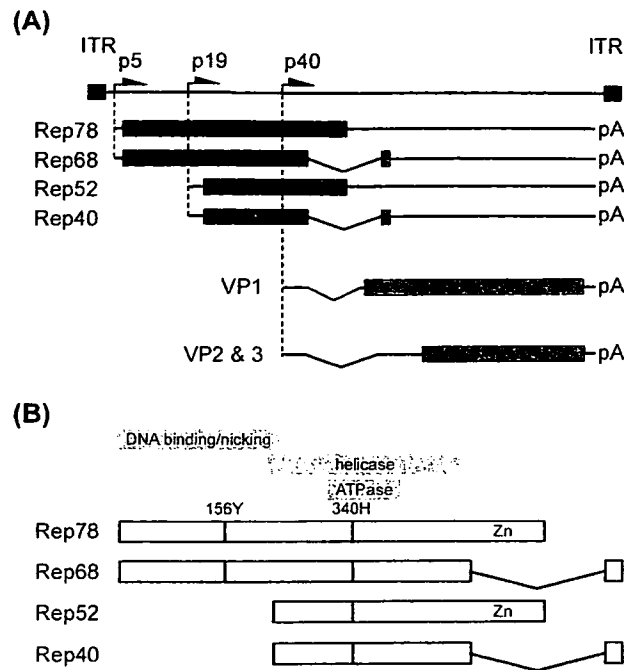 (A)
ITR ITR
p5 p19 p40
Rep78 pA
Rep68 pA
Rep52 pA
Rep40 pA
VP1 pA
VP2 & 3 pA
(B)
DNA binding/nicking
helicase
ATPase
156Y 340H
Rep78 Zn
Rep68
Rep52 Zn
Rep40